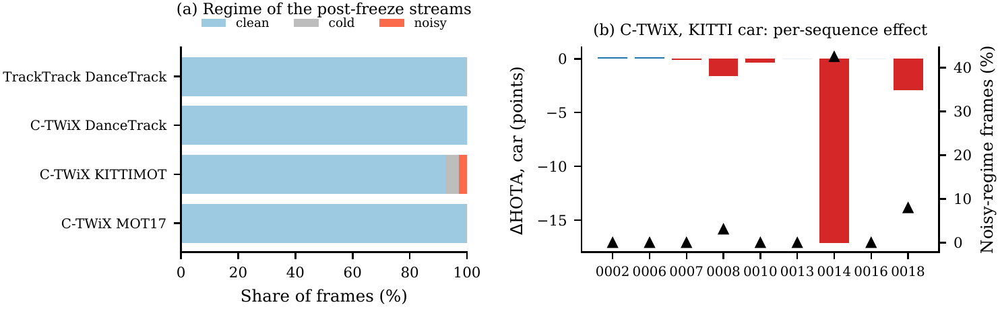 (a) Regime of the post-freeze streams
clean cold noisy
TrackTrack DanceTrack
C-TWiX DanceTrack
C-TWiX KITTIMOT
C-TWiX MOT17
0 20 40 60 80 100
Share of frames (%)
(b) C-TWiX, KITTI car: per-sequence effect
ΔHOTA, car (points)
0
−5
−10
−15
0002 0006 0007 0008 0010 0013 0014 0016 0018
40
30
20
10
0
Noisy-regime frames (%)